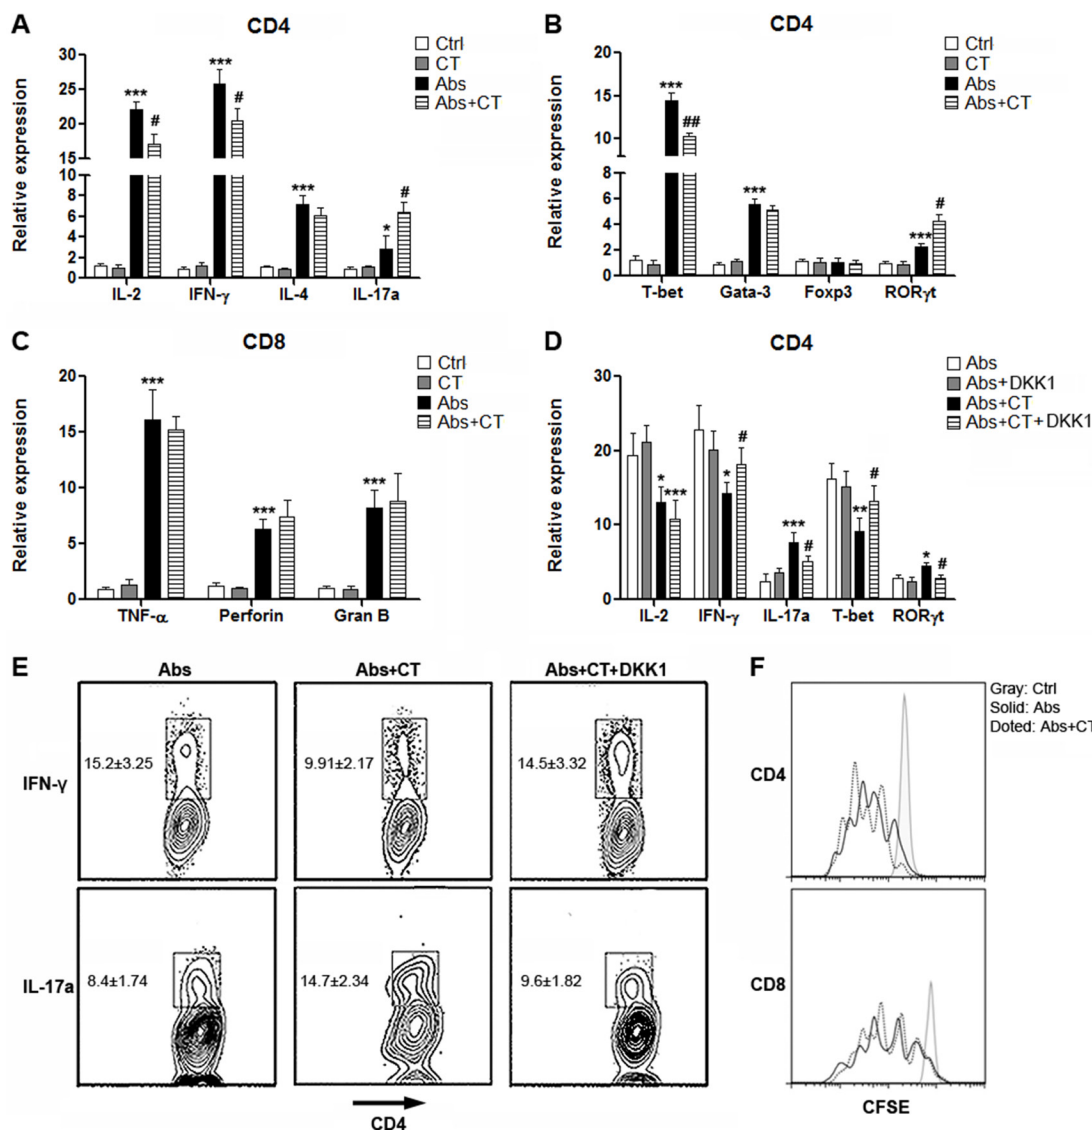 A
CD4
Relative expression
30
25
20
15
8
6
4
2
0
Ctrl
CT
Abs
Abs+CT
***
#
***
#
***
*
#
IL-2
IFN-γ
IL-4
IL-17a
B
CD4
Relative expression
20
15
10
8
6
4
2
0
Ctrl
CT
Abs
Abs+CT
***
##
***
***
#
T-bet
Gata-3
Foxp3
RORγt
C
CD8
Relative expression
20
15
10
5
0
Ctrl
CT
Abs
Abs+CT
***
***
***
TNF-α
Perforin
Gran B
D
CD4
Relative expression
30
20
10
0
Abs
Abs+DKK1
Abs+CT
Abs+CT+DKK1
*
***
*
#
***
#
**
#
*
#
IL-2
IFN-γ
IL-17a
T-bet
RORγt
E
Abs
Abs+CT
Abs+CT+DKK1
IFN-γ
15.2±3.25
9.91±2.17
14.5±3.32
IL-17a
8.4±1.74
14.7±2.34
9.6±1.82
CD4
F
Gray: Ctrl
Solid: Abs
Doted: Abs+CT
CD4
CD8
CFSE